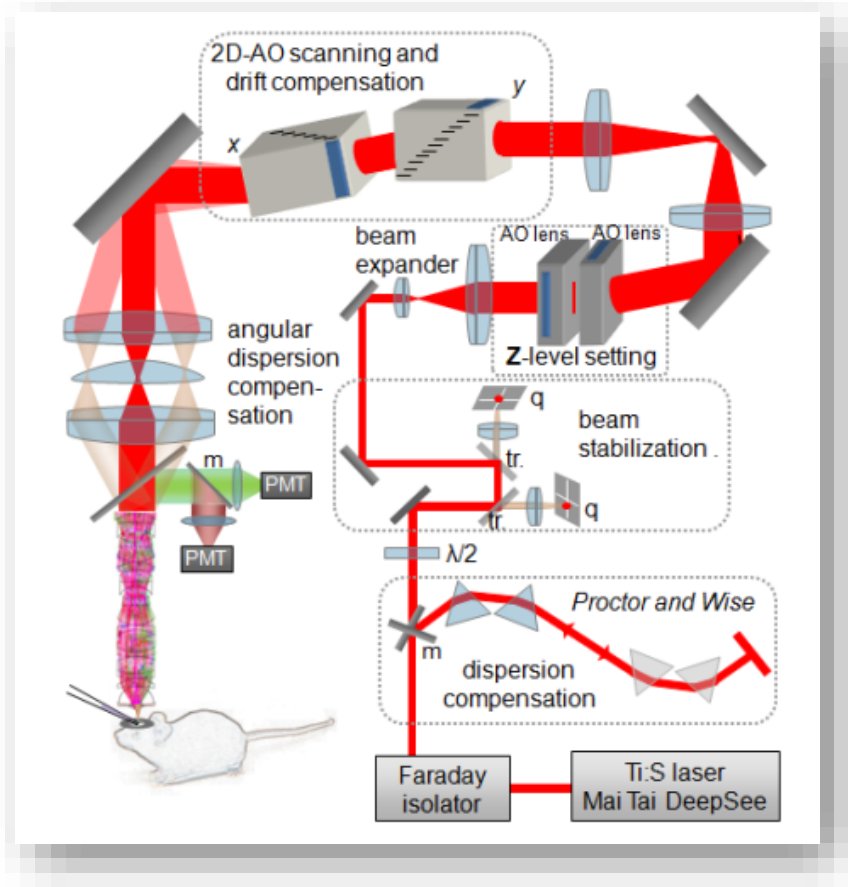 2D-AO scanning and
drift compensation
y
x
AO lens
AO lens
beam
expander
Z-level setting
angular
dispersion
compen-
sation
q
beam
stabilization .
tr.
m
PMT
q
tr.
PMT
λ/2
Proctor and Wise
m
dispersion
compensation
Faraday
isolator
Ti:S laser
Mai Tai DeepSee